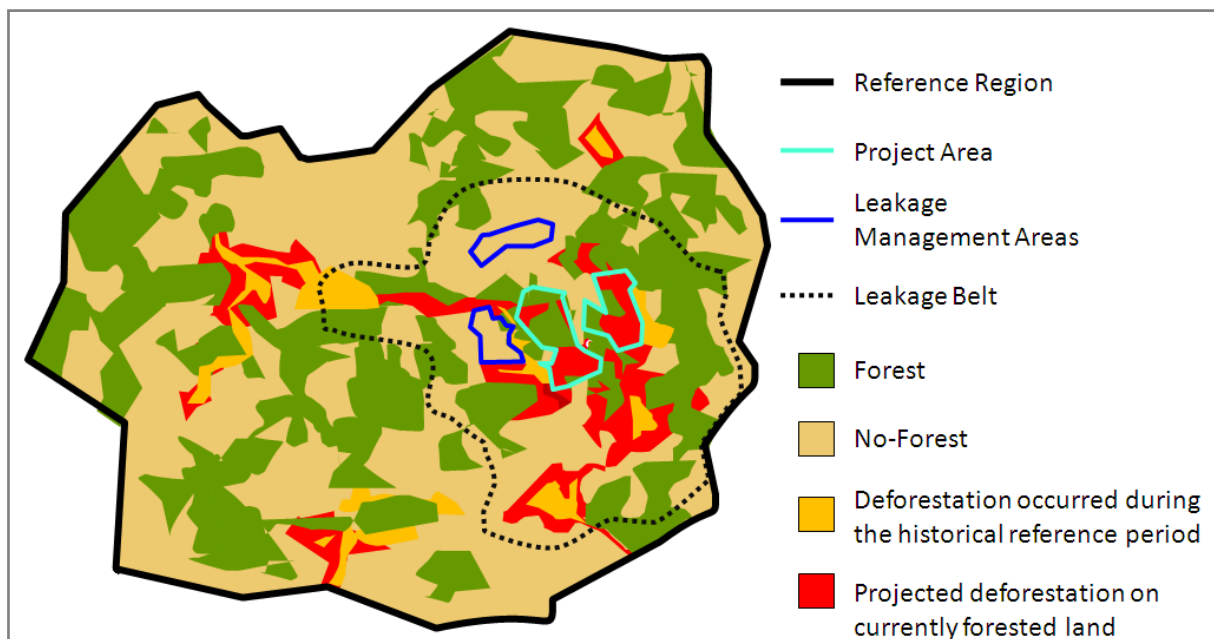 Reference Region
Project Area
Leakage
Management Areas
Leakage Belt
Forest
No-Forest
Deforestation occurred during
the historical reference period
Projected deforestation on
currently forested land